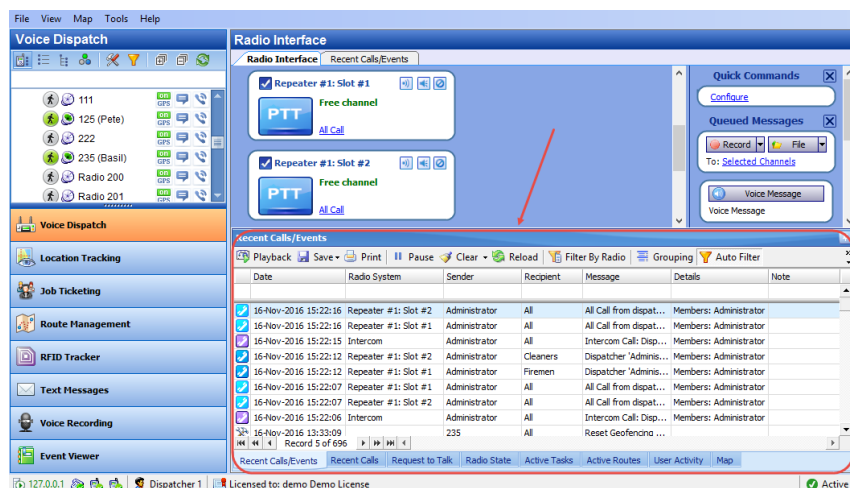 File View Map Tools Help
Voice Dispatch
111 on GPS
125 (Pete) on GPS
222 on GPS
235 (Basil) on GPS
Radio 200 on GPS
Radio 201 on GPS
Voice Dispatch
Location Tracking
Job Ticketing
Route Management
RFID Tracker
Text Messages
Voice Recording
Event Viewer
Radio Interface
Radio Interface Recent Calls/Events
Repeater #1: Slot #1
PTT Free channel
All Call
Repeater #1: Slot #2
PTT Free channel
All Call
Quick Commands
Configure
Queued Messages
Record File
To: Selected Channels
Voice Message
Voice Message
Recent Calls/Events
Playback Save Print Pause Clear Reload Filter By Radio Grouping Auto Filter
Date Radio System Sender Recipient Message Details Note
16-Nov-2016 15:22:16 Repeater #1: Slot #2 Administrator All All Call from dispat... Members: Administrator
16-Nov-2016 15:22:16 Repeater #1: Slot #1 Administrator All All Call from dispat... Members: Administrator
16-Nov-2016 15:22:15 Intercom Administrator All Intercom Call: Disp... Members: Administrator
16-Nov-2016 15:22:12 Repeater #1: Slot #2 Administrator Cleaners Dispatcher 'Adminis... Members: Administrator
16-Nov-2016 15:22:12 Repeater #1: Slot #1 Administrator Firemen Dispatcher 'Adminis... Members: Administrator
16-Nov-2016 15:22:07 Repeater #1: Slot #1 Administrator All All Call from dispat... Members: Administrator
16-Nov-2016 15:22:07 Repeater #1: Slot #2 Administrator All All Call from dispat... Members: Administrator
16-Nov-2016 15:22:06 Intercom Administrator All Intercom Call: Disp... Members: Administrator
16-Nov-2016 13:33:09 235 All Reset Geofencing ...
Record 5 of 696
Recent Calls/Events Recent Calls Request to Talk Radio State Active Tasks Active Routes User Activity Map
127.0.0.1 Dispatcher 1 Licensed to: demo Demo License Active